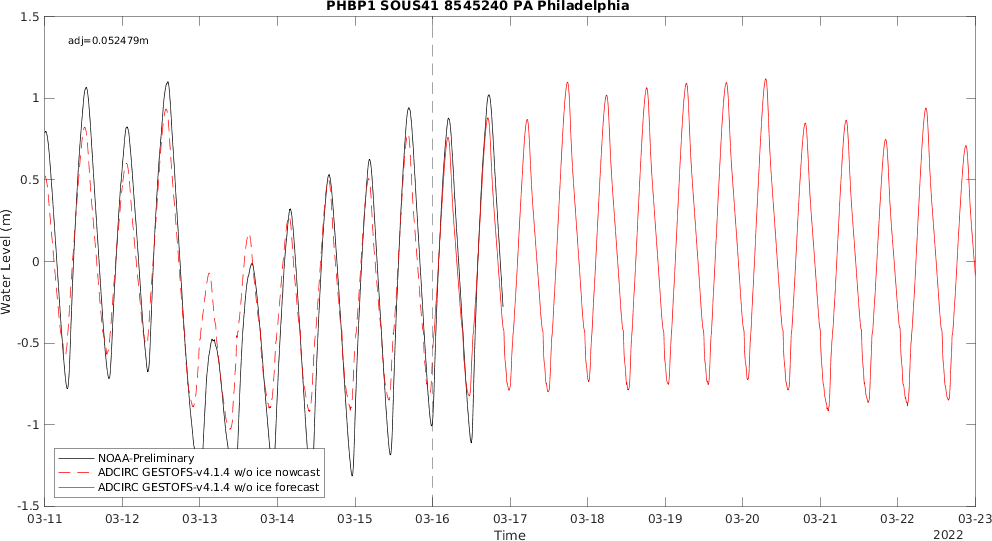 PHBP1 SOUS41 8545240 PA Philadelphia
adj=0.052479m
1.5
1
0.5
0
-0.5
-1
-1.5
Water Level (m)
NOAA-Preliminary
ADCIRC GESTOFS-v4.1.4 w/o ice nowcast
ADCIRC GESTOFS-v4.1.4 w/o ice forecast
03-11 03-12 03-13 03-14 03-15 03-16 03-17 03-18 03-19 03-20 03-21 03-22 03-23
Time
2022